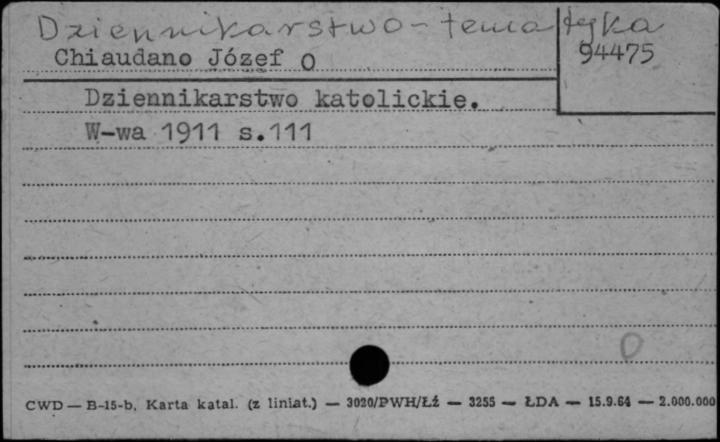 Dziennikarstwo - tematyka
Chiaudano Józef O
94475
Dziennikarstwo katolickie.
W-wa 1911 s.111
O
CWD — B-15-b, Karta katal. (z liniat.) — 3020/PWH/Łż — 3255 — ŁDA — 15.9.64 — 2.000.000